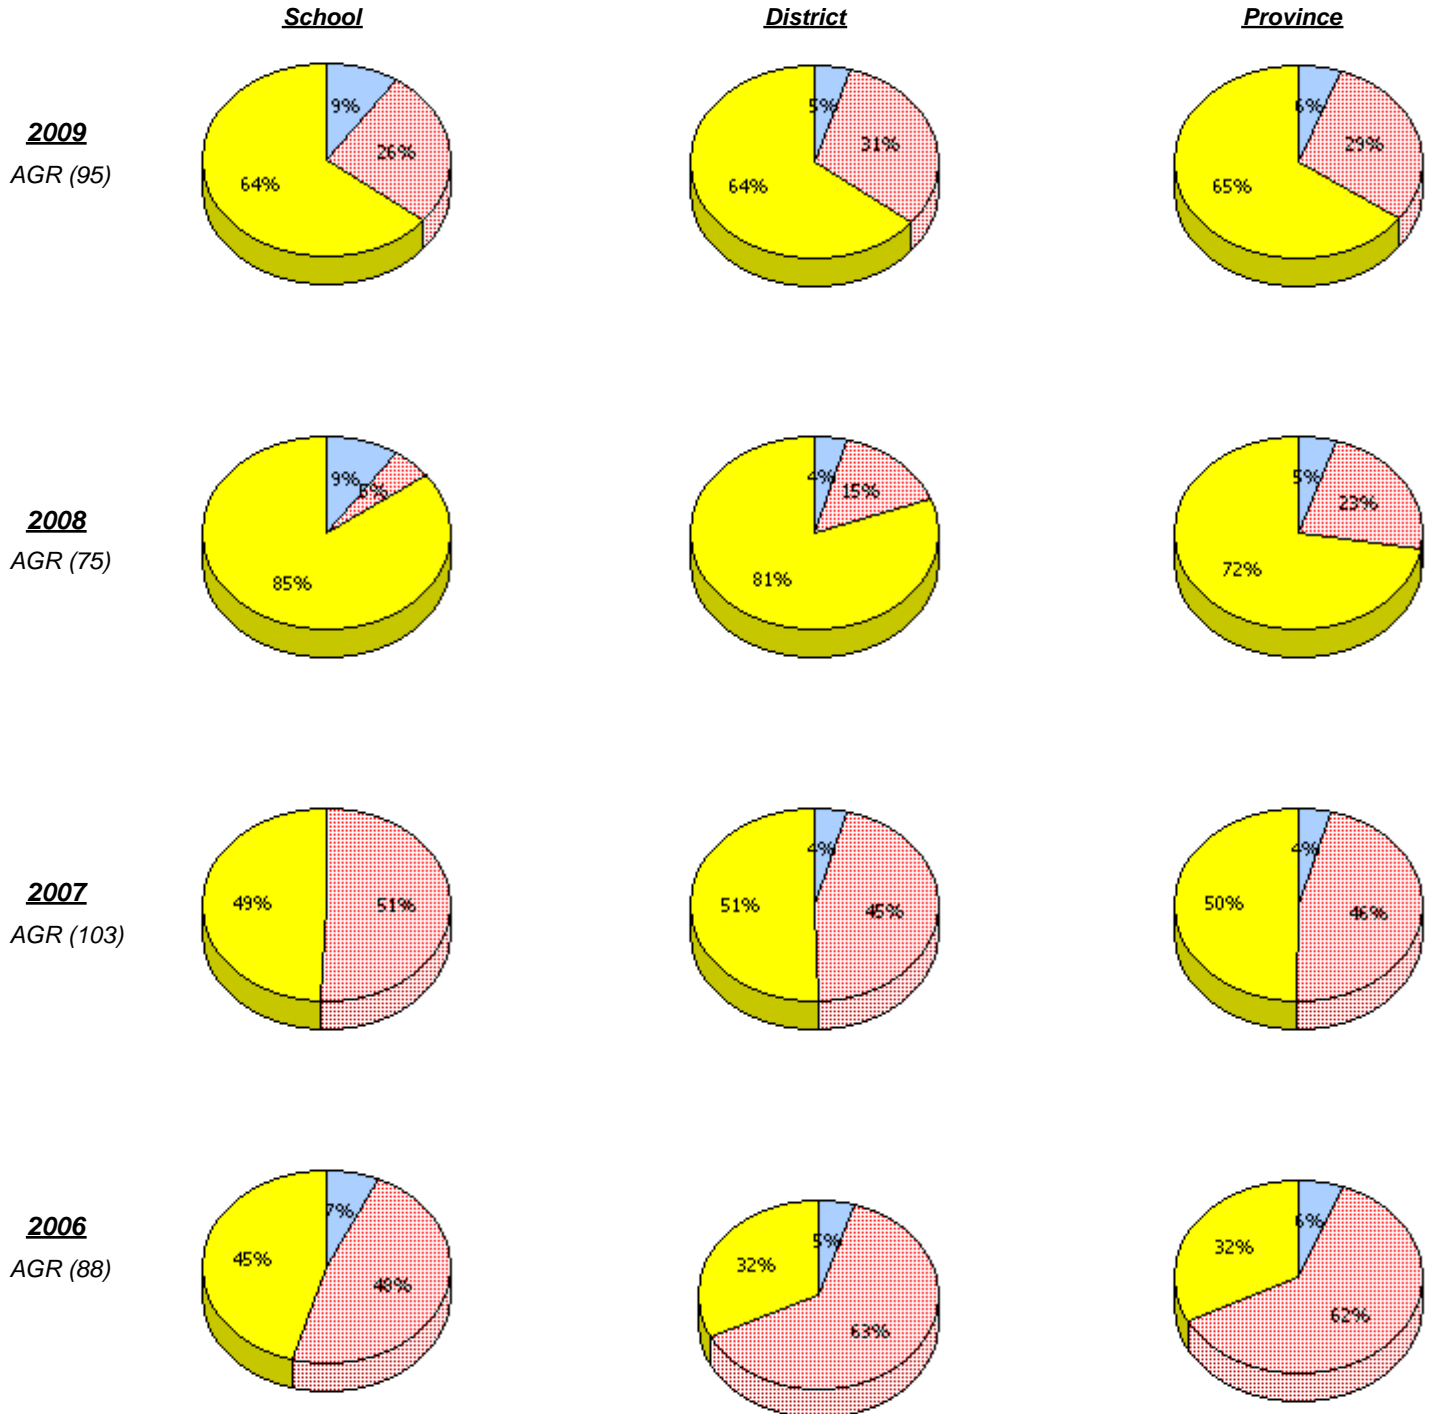 School District Province
2009
AGR (95)
9% 26% 64%
5% 31% 64%
6% 29% 65%
2008
AGR (75)
9% 6% 85%
4% 15% 81%
5% 23% 72%
2007
AGR (103)
49% 51%
4% 51% 45%
4% 50% 46%
2006
AGR (88)
7% 45% 48%
5% 32% 63%
6% 32% 62%